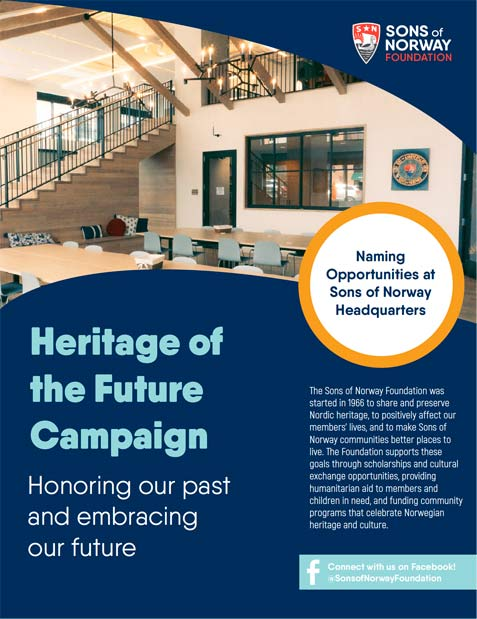 S N
SONS of
NORWAY
FOUNDATION
Naming
Opportunities at
Sons of Norway
Headquarters
Heritage of
the Future
Campaign
Honoring our past
and embracing
our future
The Sons of Norway Foundation was
started in 1966 to share and preserve
Nordic heritage, to positively affect our
members' lives, and to make Sons of
Norway communities better places to
live. The Foundation supports these
goals through scholarships and cultural
exchange opportunities, providing
humanitarian aid to members and
children in need, and funding community
programs that celebrate Norwegian
heritage and culture.
f
Connect with us on Facebook!
@SonsofNorwayFoundation